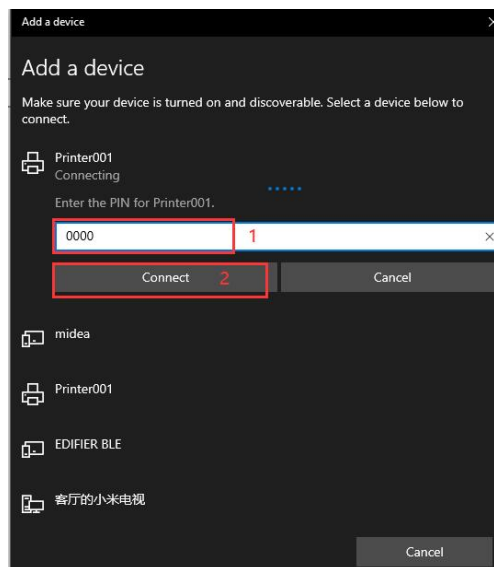 Add a device
Add a device
Make sure your device is turned on and discoverable. Select a device below to
connect.
Printer001
Connecting
Enter the PIN for Printer001.
0000 1
Connect 2 Cancel
midea
Printer001
EDIFIER BLE
客厅的小米电视
Cancel